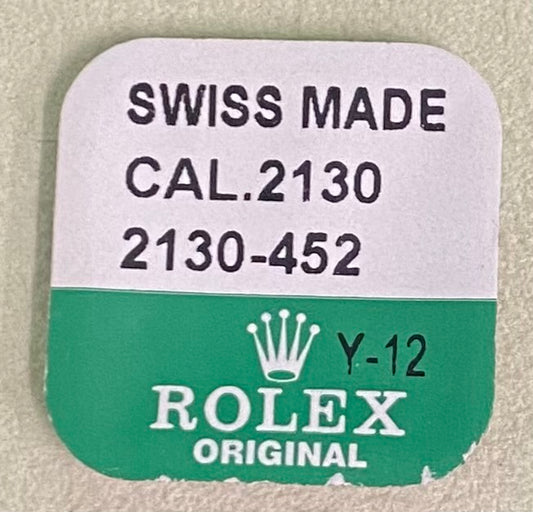 SWISS MADE
CAL.2130
2130-452
Y-12
ROLEX
ORIGINAL